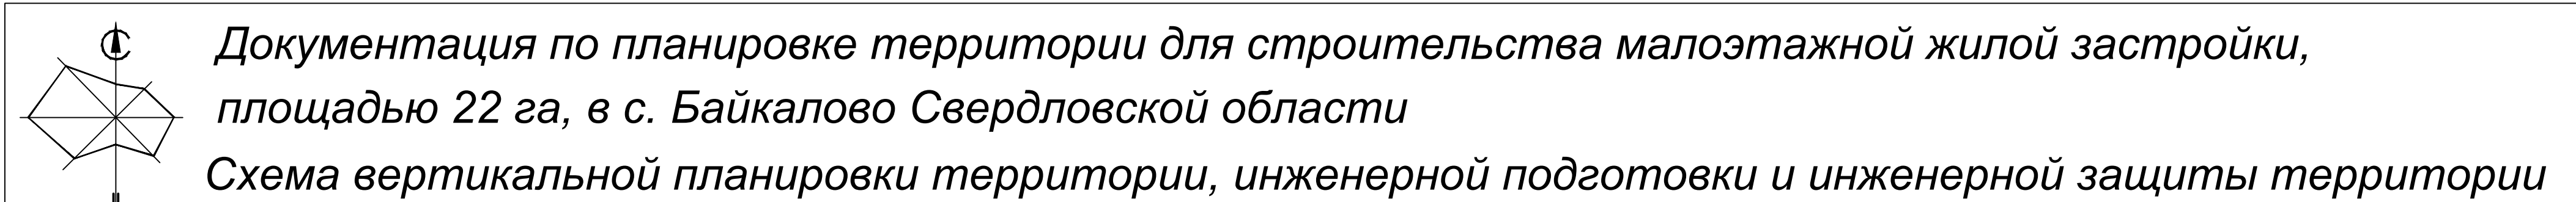 С
Документация по планировке территории для строительства малоэтажной жилой застройки,
площадью 22 га, в с. Байкалово Свердловской области
Схема вертикальной планировки территории, инженерной подготовки и инженерной защиты территории